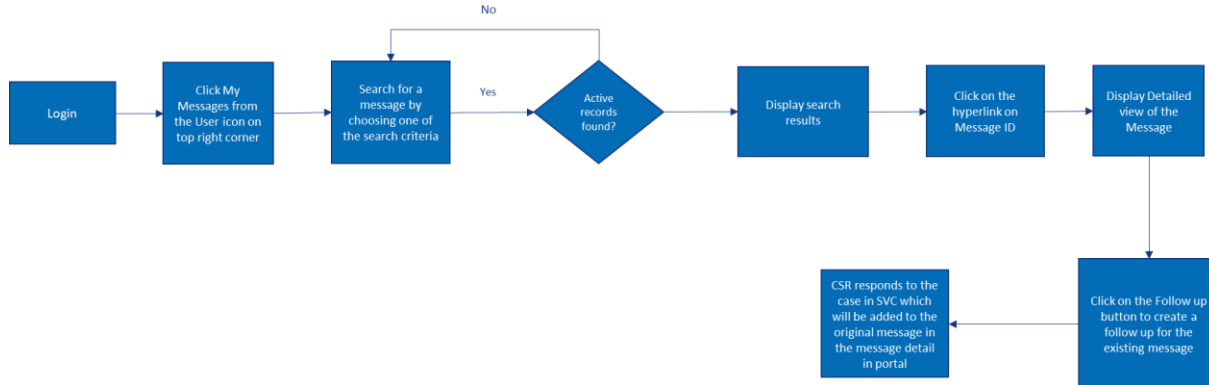 No
Login
Click My
Messages from
the User icon on
top right corner
Search for a
message by
choosing one of
the search criteria
Yes
Active
records
found?
Display search
results
Click on the
hyperlink on
Message ID
Display Detailed
view of the
Message
Click on the Follow up
button to create a
follow up for the
existing message
CSR responds to the
case in SVC which
will be added to the
original message in
the message detail
in portal